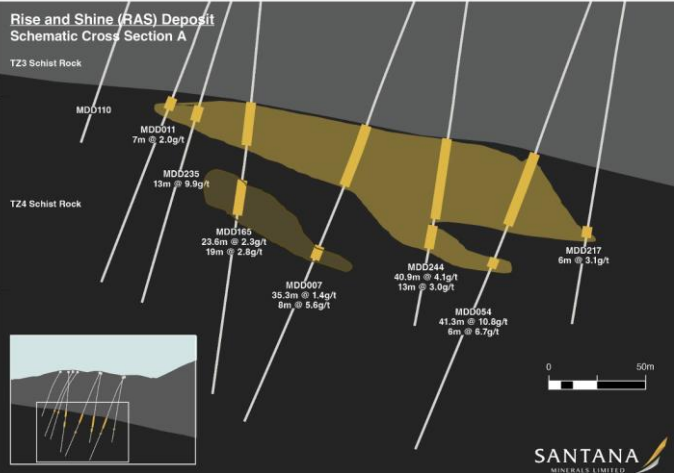 Rise and Shine (RAS) Deposit
Schematic Cross Section A
TZ3 Schist Rock
MDD110
MDD011
7m @ 2.0g/t
MDD235
13m @ 9.9g/t
TZ4 Schist Rock
MDD165
23.6m @ 2.3g/t
19m @ 2.8g/t
MDD007
35.3m @ 1.4g/t
8m @ 5.6g/t
MDD244
40.9m @ 4.1g/t
13m @ 3.0g/t
MDD054
41.3m @ 10.8g/t
6m @ 6.7g/t
MDD217
6m @ 3.1g/t
0 50m
SANTANA
MINERALS LIMITED